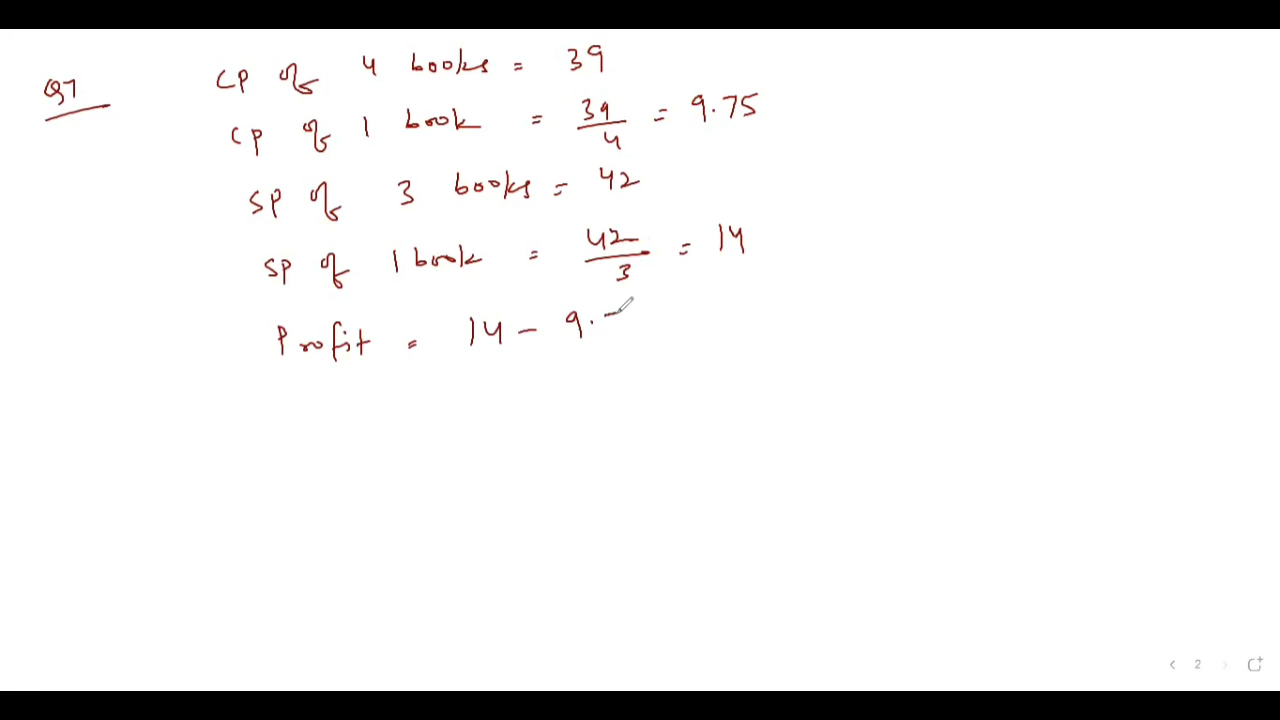 Q7
CP of 4 books = 39
CP of 1 book = 39/4 = 9.75
SP of 3 books = 42
SP of 1 book = 42/3 = 14
Profit = 14 - 9.
2